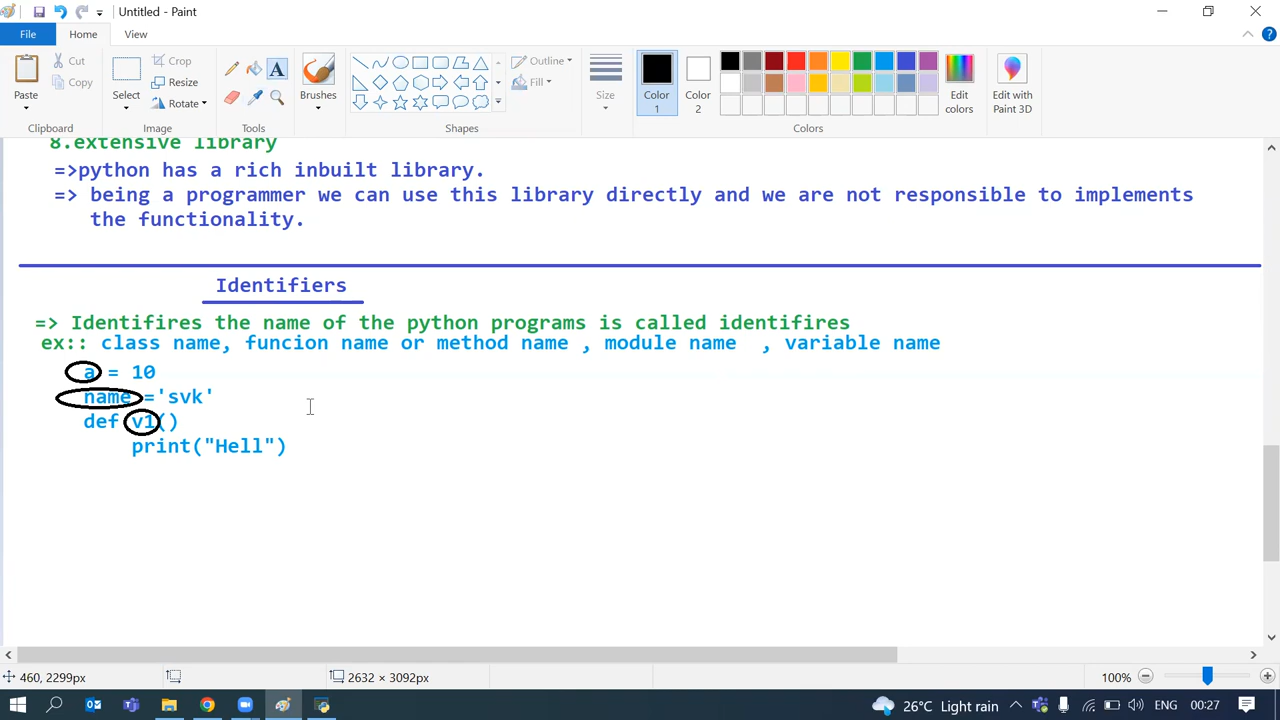 Untitled - Paint
File
Home
View
Paste
Cut
Copy
Clipboard
Select
Crop
Resize
Rotate
Image
A
Tools
Brushes
Outline
Fill
Shapes
Size
Color 1
Color 2
Edit colors
Edit with Paint 3D
Colors
8.extensive library
=>python has a rich inbuilt library.
=> being a programmer we can use this library directly and we are not responsible to implements
the functionality.
Identifiers
=> Identifires the name of the python programs is called identifires
ex:: class name, funcion name or method name , module name , variable name
a = 10
name ='svk'
def v1()
print("Hell")
460, 2299px
2632 × 3092px
100%
26°C Light rain
ENG
00:27